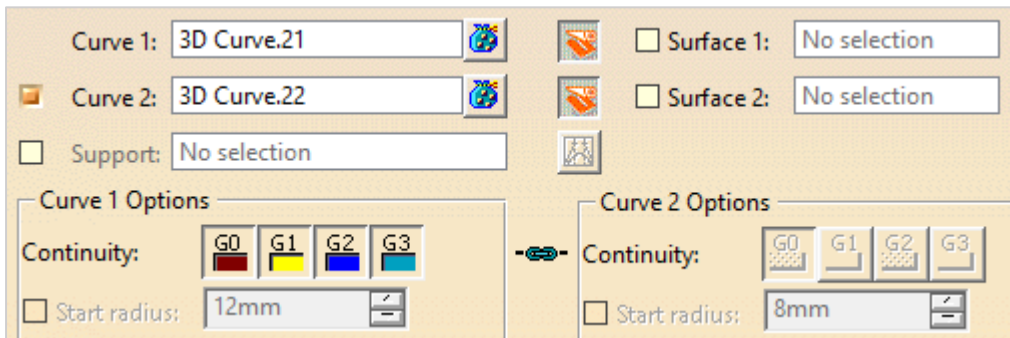 Curve 1: 3D Curve.21 Surface 1: No selection
Curve 2: 3D Curve.22 Surface 2: No selection
Support: No selection
Curve 1 Options Curve 2 Options
Continuity: G0 G1 G2 G3 Continuity: G0 G1 G2 G3
Start radius: 12mm Start radius: 8mm